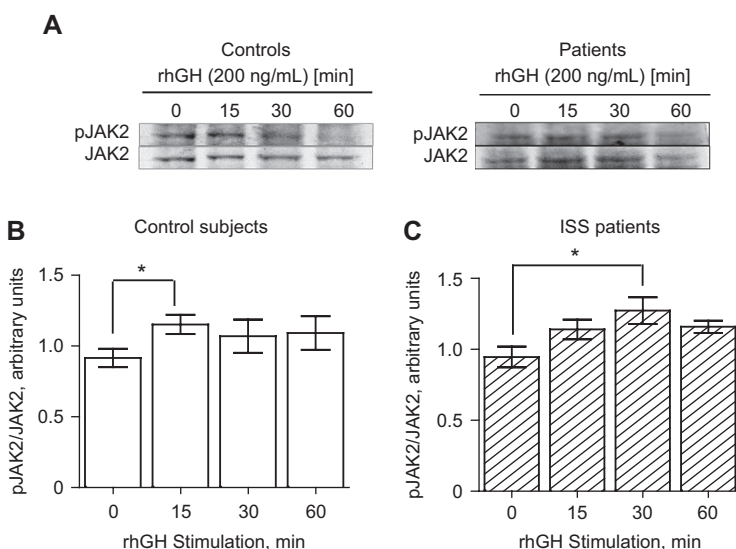 A
Controls
rhGH (200 ng/mL) [min]
0 15 30 60
pJAK2
JAK2
Patients
rhGH (200 ng/mL) [min]
0 15 30 60
pJAK2
JAK2
B
Control subjects
pJAK2/JAK2, arbitrary units
1.5
1.0
0.5
0
*
0 15 30 60
rhGH Stimulation, min
C
ISS patients
pJAK2/JAK2, arbitrary units
1.5
1.0
0.5
0
*
0 15 30 60
rhGH Stimulation, min